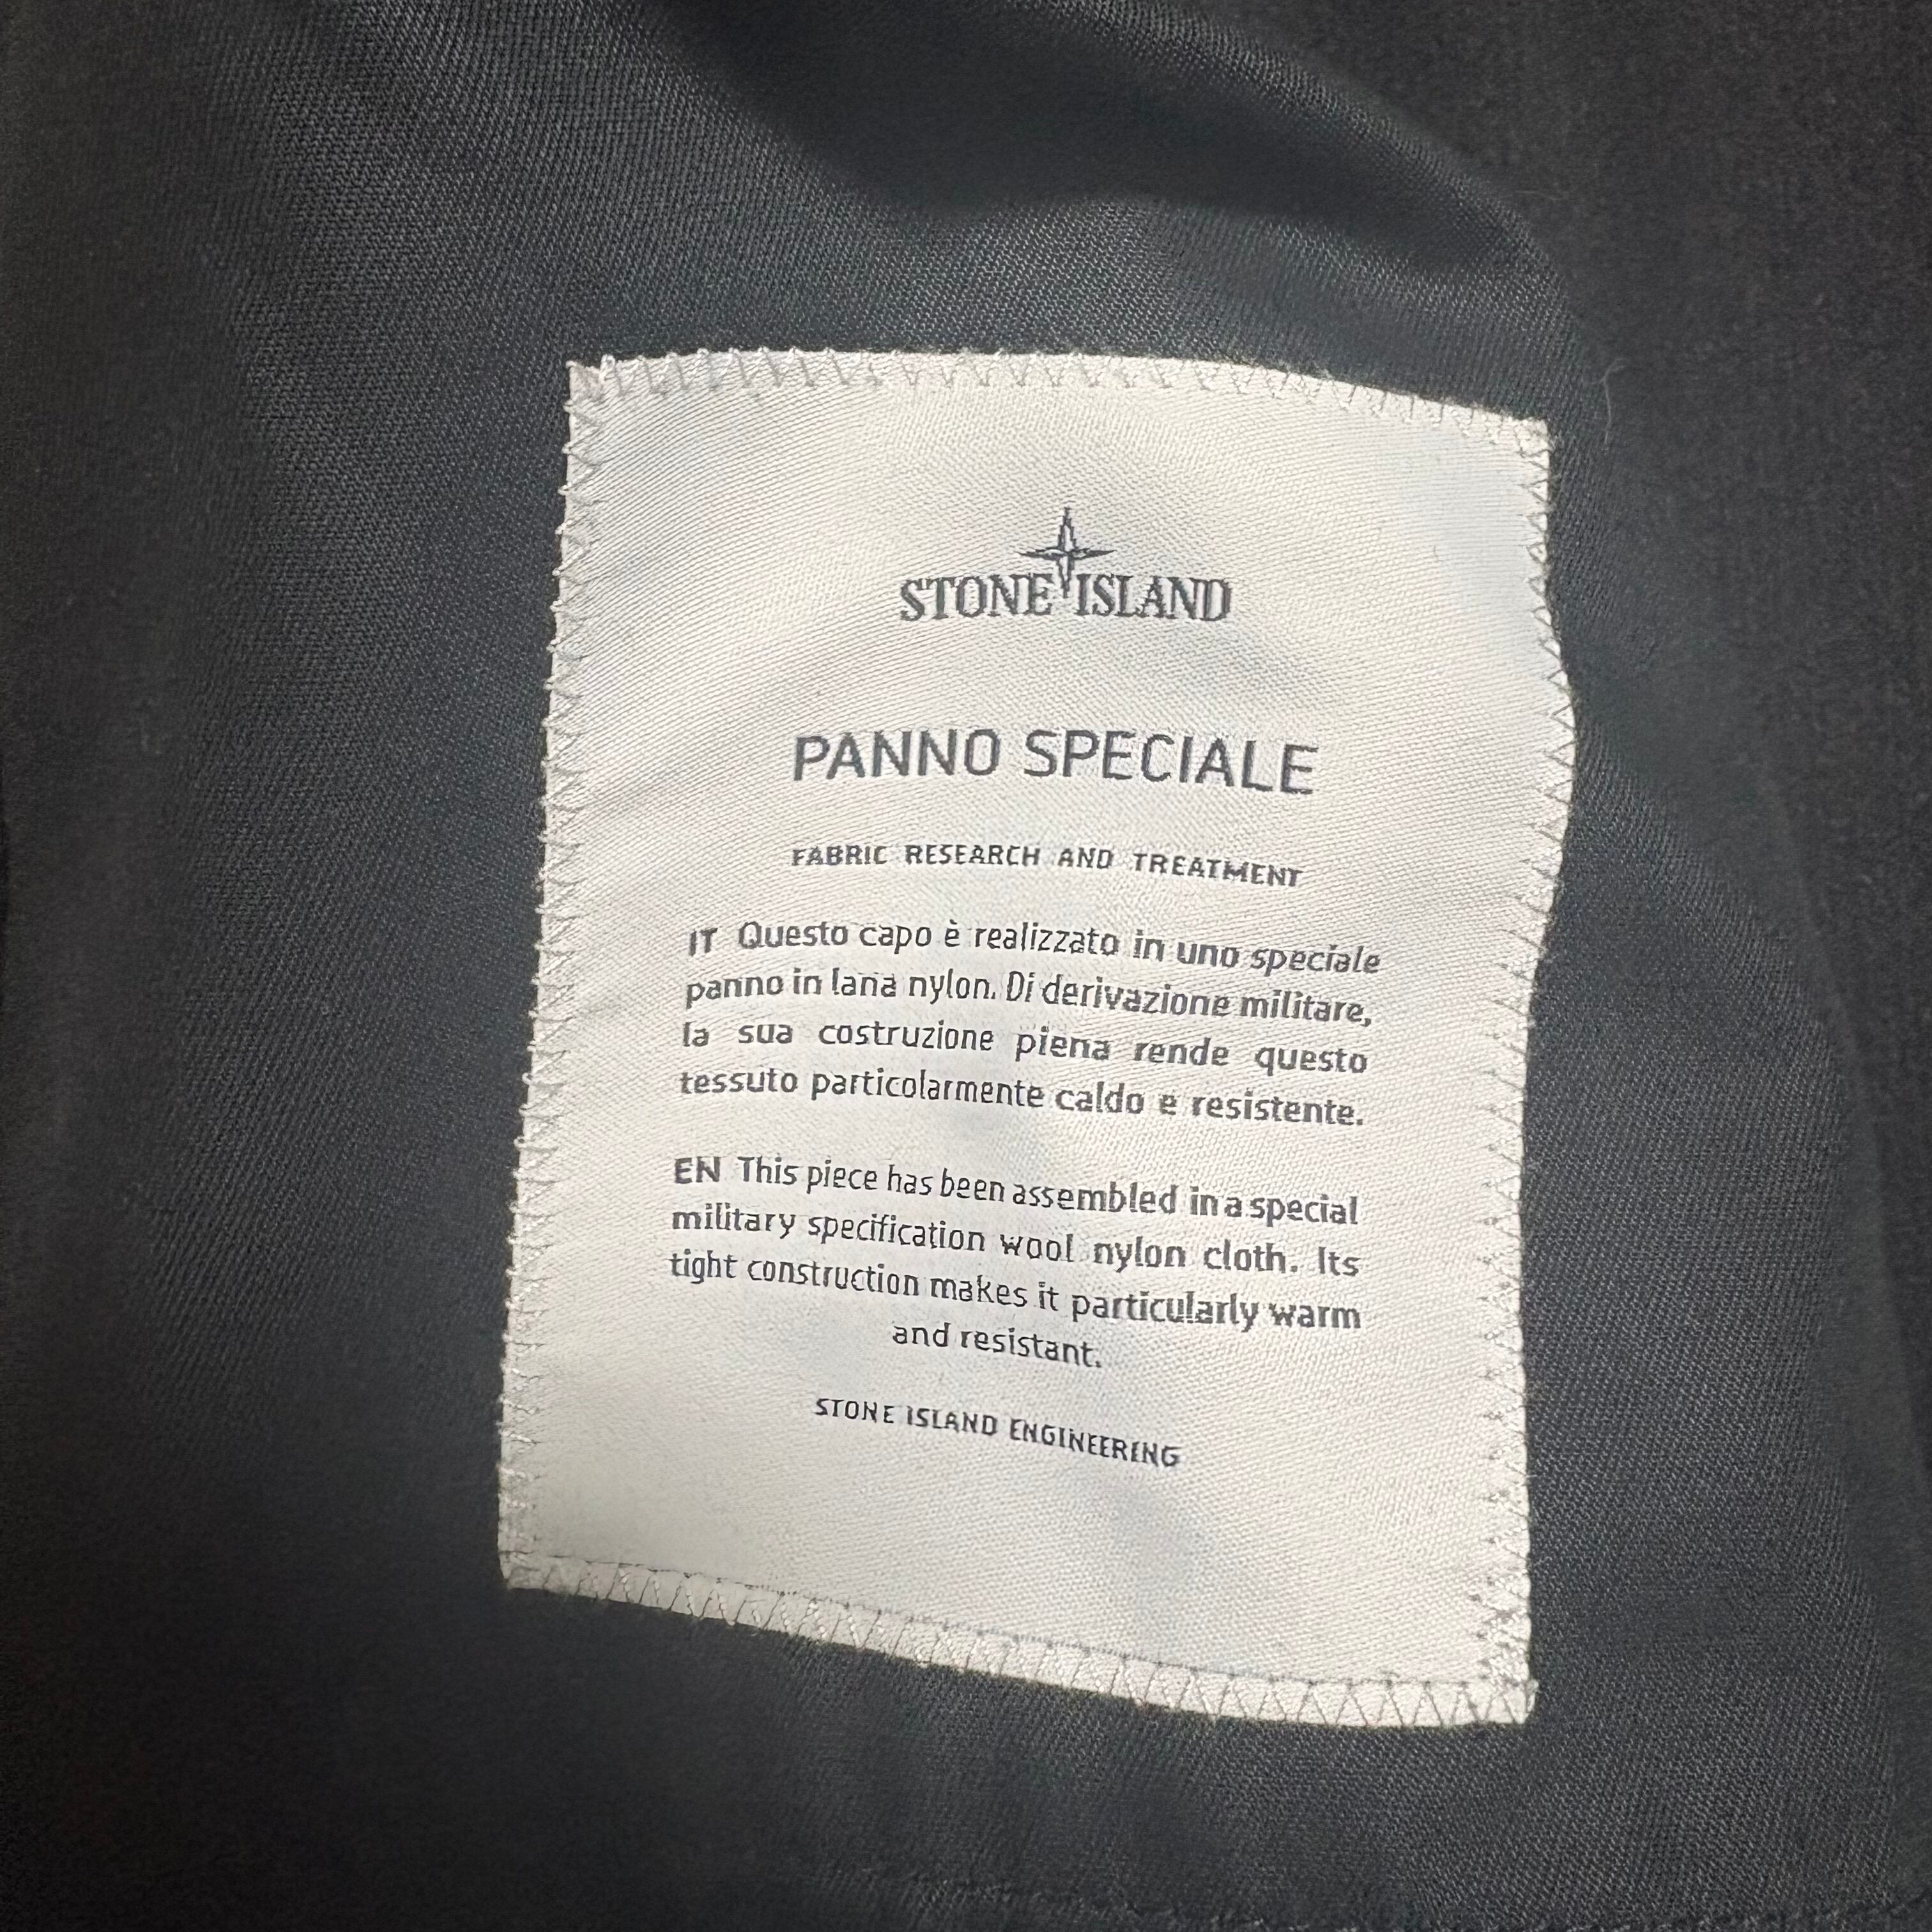 STONE ISLAND
PANNO SPECIALE
FABRIC RESEARCH AND TREATMENT
IT Questo capo è realizzato in uno speciale
panno in lana nylon. Di derivazione militare,
la sua costruzione piena rende questo
tessuto particolarmente caldo e resistente.
EN This piece has been assembled in a special
military specification wool nylon cloth. Its
tight construction makes it particularly warm
and resistant.
STONE ISLAND ENGINEERING